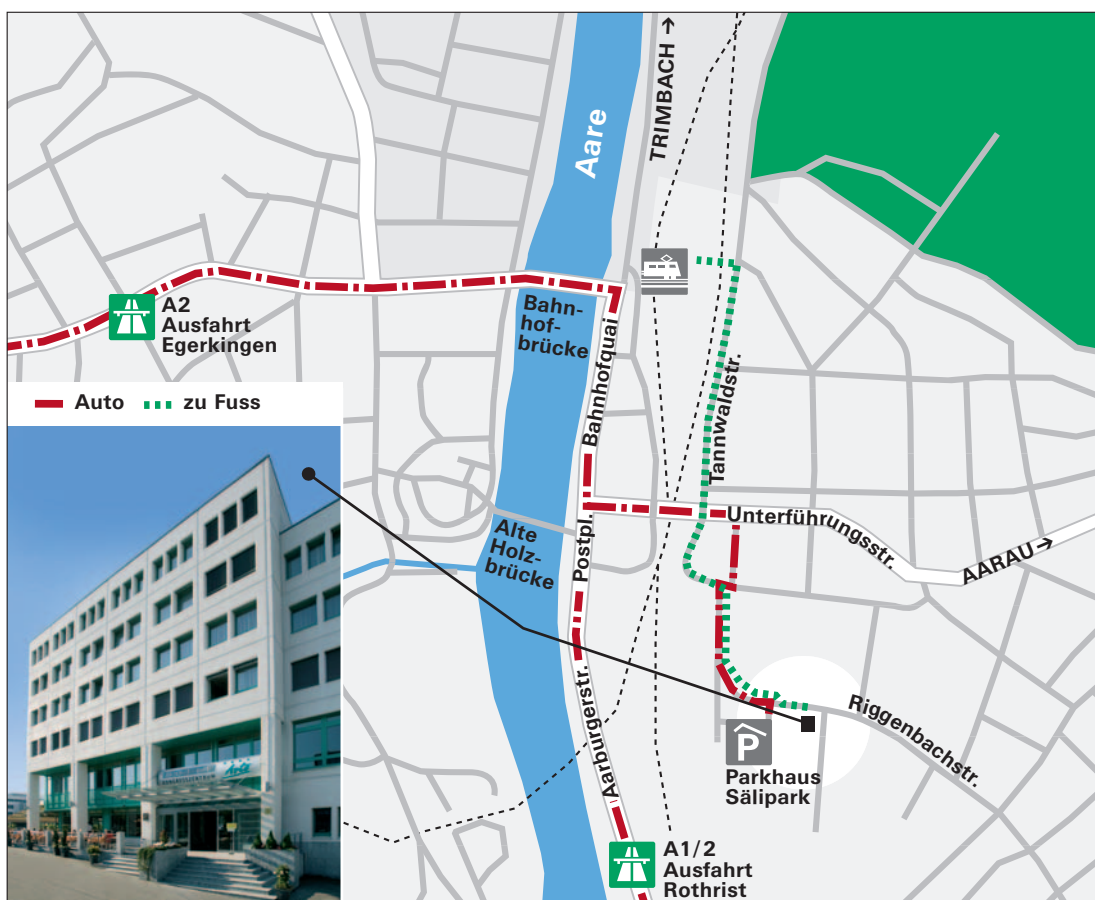 TRIMBACH →
Aare
A2
Ausfahrt
Egerkingen
Bahn-
hof-
brücke
Bahnhofquai
Tannwaldstr.
Auto
zu Fuss
Unterführungsstr.
AARAU →
Alte
Holz-
brücke
Postpl.
Aarburgerstr.
Riggenbachstr.
P
Parkhaus
Sälipark
A1/2
Ausfahrt
Rothrist